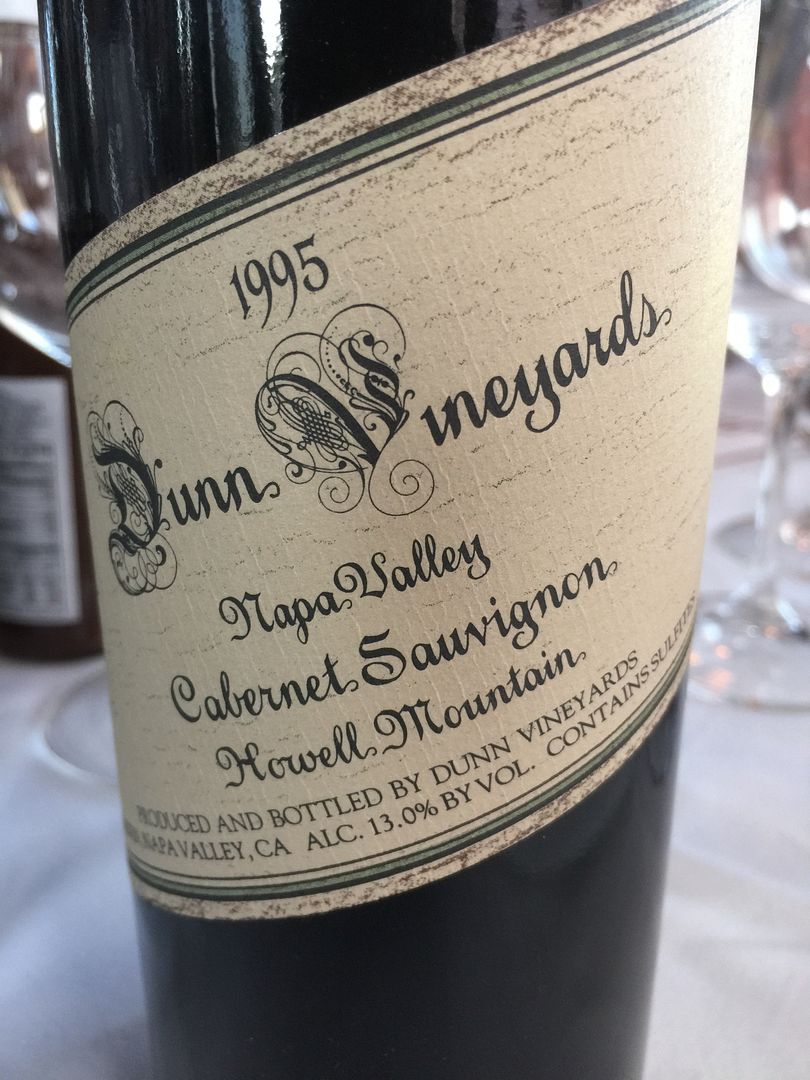 1995
Dunn Vineyards
Napa Valley
Cabernet Sauvignon
Howell Mountain
PRODUCED AND BOTTLED BY DUNN VINEYARDS
NAPA VALLEY, CA ALC. 13.0% BY VOL. CONTAINS SULFITES